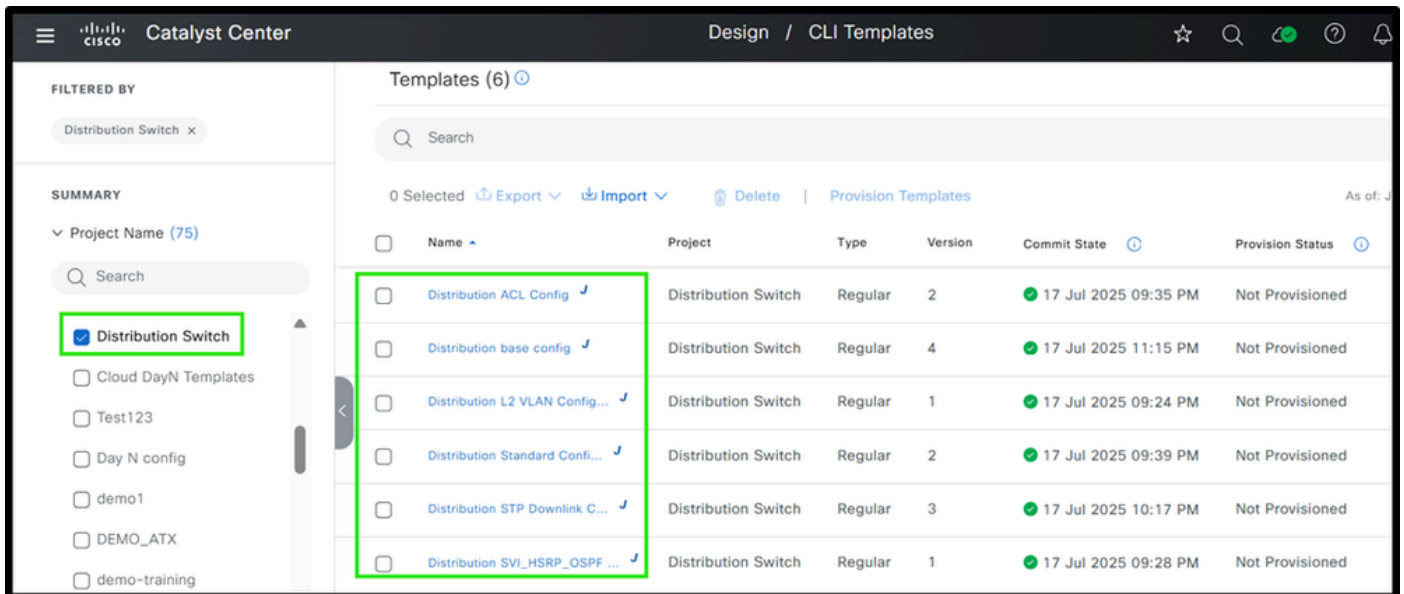 CISCO Catalyst Center Design / CLI Templates
FILTERED BY
Distribution Switch ×
SUMMARY
Project Name (75)
Search
Distribution Switch
Cloud DayN Templates
Test123
Day N config
demo1
DEMO_ATX
demo-training
Templates (6)
Search
0 Selected Export Import Delete | Provision Templates As of: J
Name Project Type Version Commit State Provision Status
Distribution ACL Config J Distribution Switch Regular 2 17 Jul 2025 09:35 PM Not Provisioned
Distribution base config J Distribution Switch Regular 4 17 Jul 2025 11:15 PM Not Provisioned
Distribution L2 VLAN Config... J Distribution Switch Regular 1 17 Jul 2025 09:24 PM Not Provisioned
Distribution Standard Confi... J Distribution Switch Regular 2 17 Jul 2025 09:39 PM Not Provisioned
Distribution STP Downlink C... J Distribution Switch Regular 3 17 Jul 2025 10:17 PM Not Provisioned
Distribution SVI_HSRP_OSPF ... J Distribution Switch Regular 1 17 Jul 2025 09:28 PM Not Provisioned